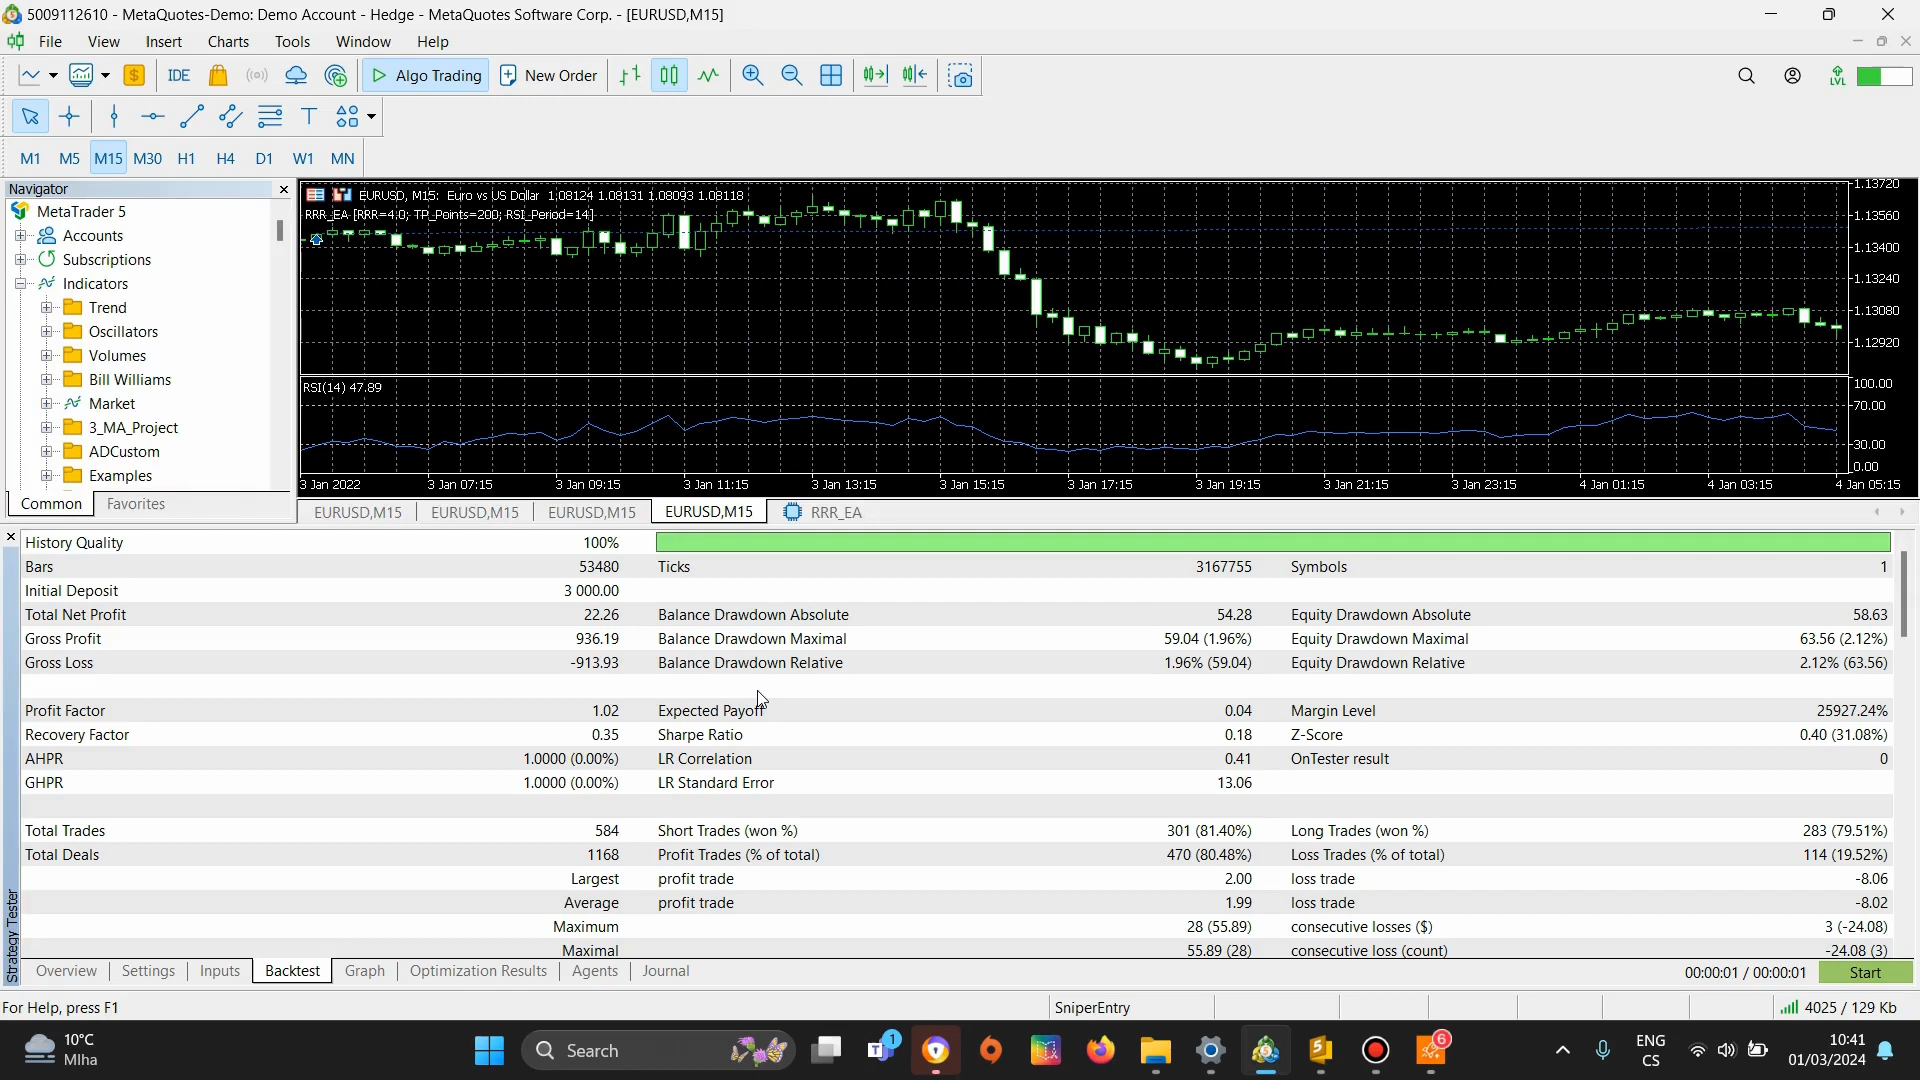 5009112610 - MetaQuotes-Demo: Demo Account - Hedge - MetaQuotes Software Corp. - [EURUSD,M15]
File View Insert Charts Tools Window Help
IDE Algo Trading New Order LVL
M1 M5 M15 M30 H1 H4 D1 W1 MN
Navigator
MetaTrader 5
Accounts
Subscriptions
Indicators
Trend
Oscillators
Volumes
Bill Williams
Market
3_MA_Project
ADCustom
Examples
Common Favorites
EURUSD, M15: Euro vs US Dollar 1.08124 1.08131 1.08093 1.08118
RRR_EA [RRR=4.0; TP_Points=200; RSI_Period=14]
1.13720
1.13560
1.13400
1.13240
1.13080
1.12920
RSI(14) 47.89
100.00
70.00
30.00
0.00
3 Jan 2022 3 Jan 07:15 3 Jan 09:15 3 Jan 11:15 3 Jan 13:15 3 Jan 15:15 3 Jan 17:15 3 Jan 19:15 3 Jan 21:15 3 Jan 23:15 4 Jan 01:15 4 Jan 03:15 4 Jan 05:15
EURUSD,M15 EURUSD,M15 EURUSD,M15 EURUSD,M15 RRR_EA
History Quality 100%
Bars 53480 Ticks 3167755 Symbols 1
Initial Deposit 3 000.00
Total Net Profit 22.26 Balance Drawdown Absolute 54.28 Equity Drawdown Absolute 58.63
Gross Profit 936.19 Balance Drawdown Maximal 59.04 (1.96%) Equity Drawdown Maximal 63.56 (2.12%)
Gross Loss -913.93 Balance Drawdown Relative 1.96% (59.04) Equity Drawdown Relative 2.12% (63.56)
Profit Factor 1.02 Expected Payoff 0.04 Margin Level 25927.24%
Recovery Factor 0.35 Sharpe Ratio 0.18 Z-Score 0.40 (31.08%)
AHPR 1.0000 (0.00%) LR Correlation 0.41 OnTester result 0
GHPR 1.0000 (0.00%) LR Standard Error 13.06
Total Trades 584 Short Trades (won %) 301 (81.40%) Long Trades (won %) 283 (79.51%)
Total Deals 1168 Profit Trades (% of total) 470 (80.48%) Loss Trades (% of total) 114 (19.52%)
Largest profit trade 2.00 loss trade -8.06
Average profit trade 1.99 loss trade -8.02
Maximum 28 (55.89) consecutive losses ($) 3 (-24.08)
Maximal 55.89 (28) consecutive loss (count) -24.08 (3)
Strategy Tester
Overview Settings Inputs Backtest Graph Optimization Results Agents Journal 00:00:01 / 00:00:01 Start
For Help, press F1 SniperEntry 4025 / 129 Kb
10°C
Mlha
Search
1
6
ENG
CS
10:41
01/03/2024